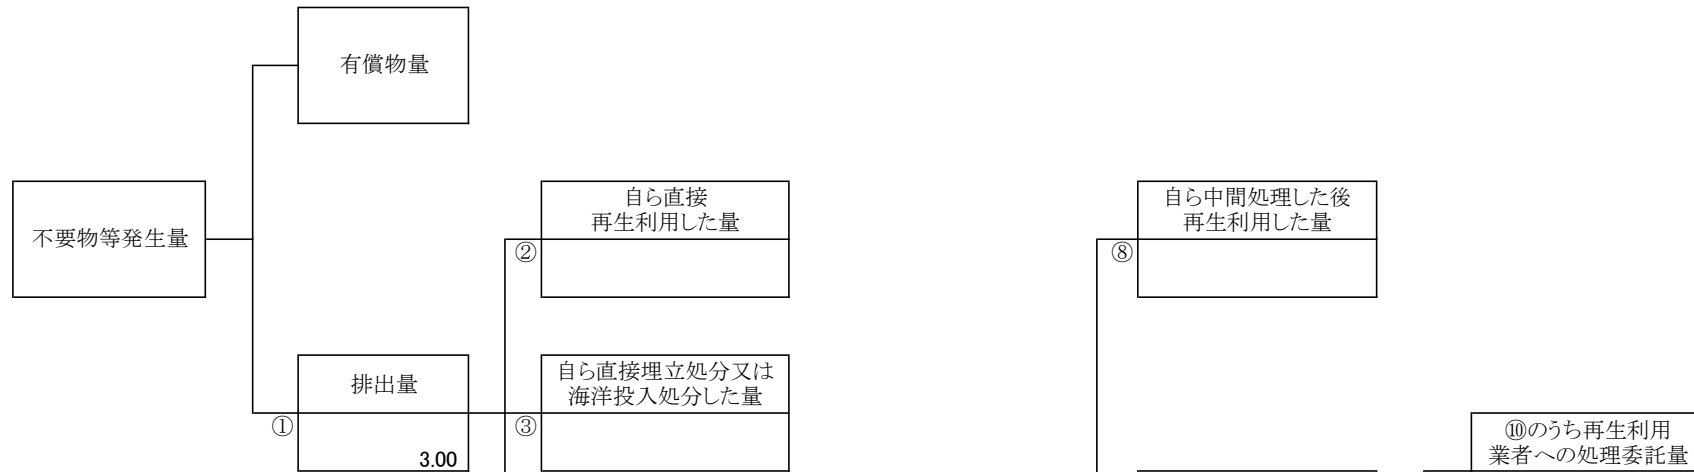 有償物量
不要物等発生量
自ら直接
再生利用した量
②
自ら中間処理した後
再生利用した量
⑧
排出量
①
3.00
自ら直接埋立処分又は
海洋投入処分した量
③
⑩のうち再生利用
業者への処理委託量